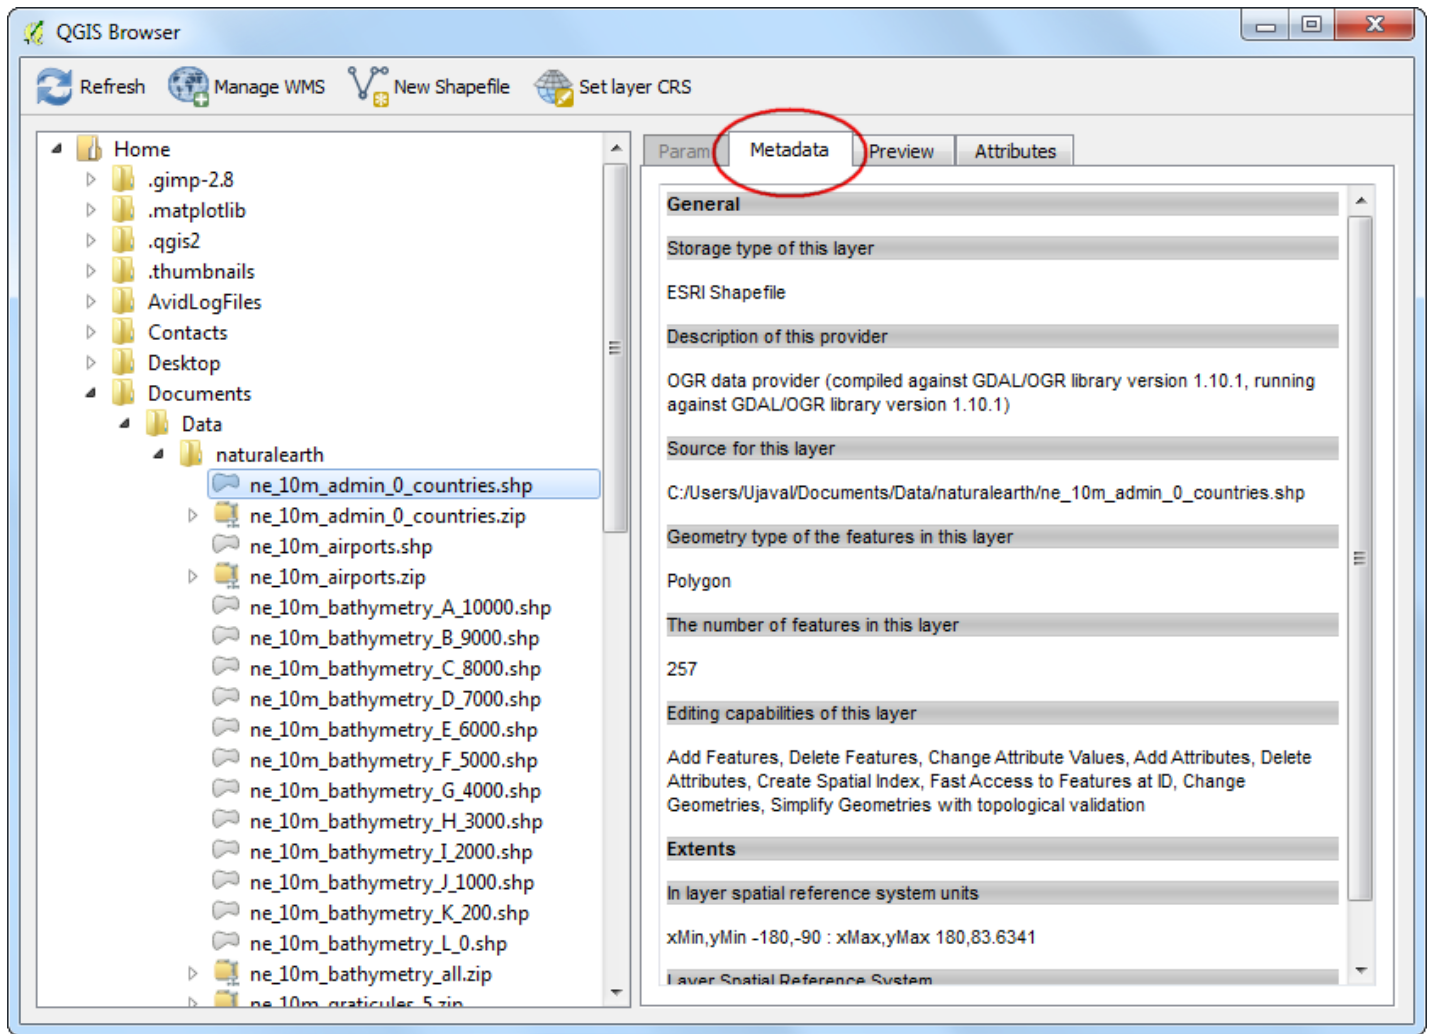 QGIS Browser
Refresh
Manage WMS
New Shapefile
Set layer CRS
Home
.gimp-2.8
.matplotlib
.qgis2
.thumbnails
AvidLogFiles
Contacts
Desktop
Documents
Data
naturalearth
ne_10m_admin_0_countries.shp
ne_10m_admin_0_countries.zip
ne_10m_airports.shp
ne_10m_airports.zip
ne_10m_bathymetry_A_10000.shp
ne_10m_bathymetry_B_9000.shp
ne_10m_bathymetry_C_8000.shp
ne_10m_bathymetry_D_7000.shp
ne_10m_bathymetry_E_6000.shp
ne_10m_bathymetry_F_5000.shp
ne_10m_bathymetry_G_4000.shp
ne_10m_bathymetry_H_3000.shp
ne_10m_bathymetry_I_2000.shp
ne_10m_bathymetry_J_1000.shp
ne_10m_bathymetry_K_200.shp
ne_10m_bathymetry_L_0.shp
ne_10m_bathymetry_all.zip
ne_10m_graticules_5.zip
Param
Metadata
Preview
Attributes
General
Storage type of this layer
ESRI Shapefile
Description of this provider
OGR data provider (compiled against GDAL/OGR library version 1.10.1, running
against GDAL/OGR library version 1.10.1)
Source for this layer
C:/Users/Ujaval/Documents/Data/naturalearth/ne_10m_admin_0_countries.shp
Geometry type of the features in this layer
Polygon
The number of features in this layer
257
Editing capabilities of this layer
Add Features, Delete Features, Change Attribute Values, Add Attributes, Delete
Attributes, Create Spatial Index, Fast Access to Features at ID, Change
Geometries, Simplify Geometries with topological validation
Extents
In layer spatial reference system units
xMin,yMin -180,-90 : xMax,yMax 180,83.6341
Layer Spatial Reference System